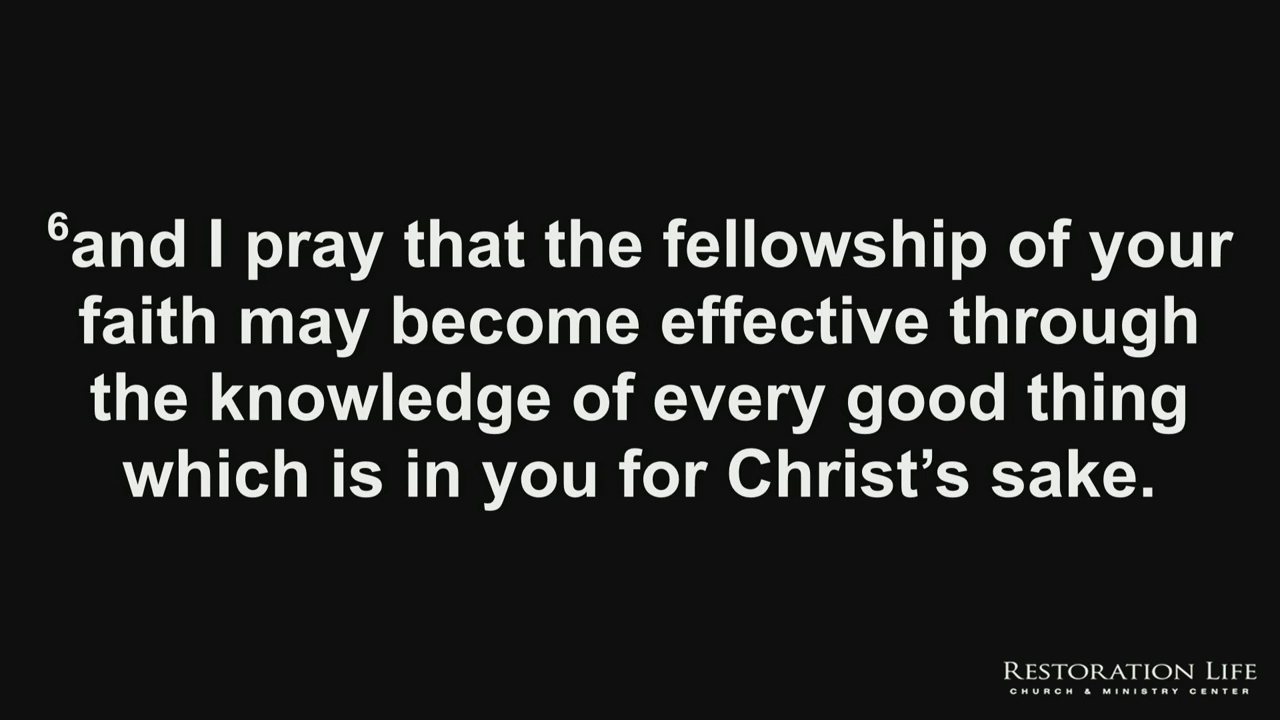 ⁶and I pray that the fellowship of your
faith may become effective through
the knowledge of every good thing
which is in you for Christ’s sake.
RESTORATION LIFE
CHURCH & MINISTRY CENTER